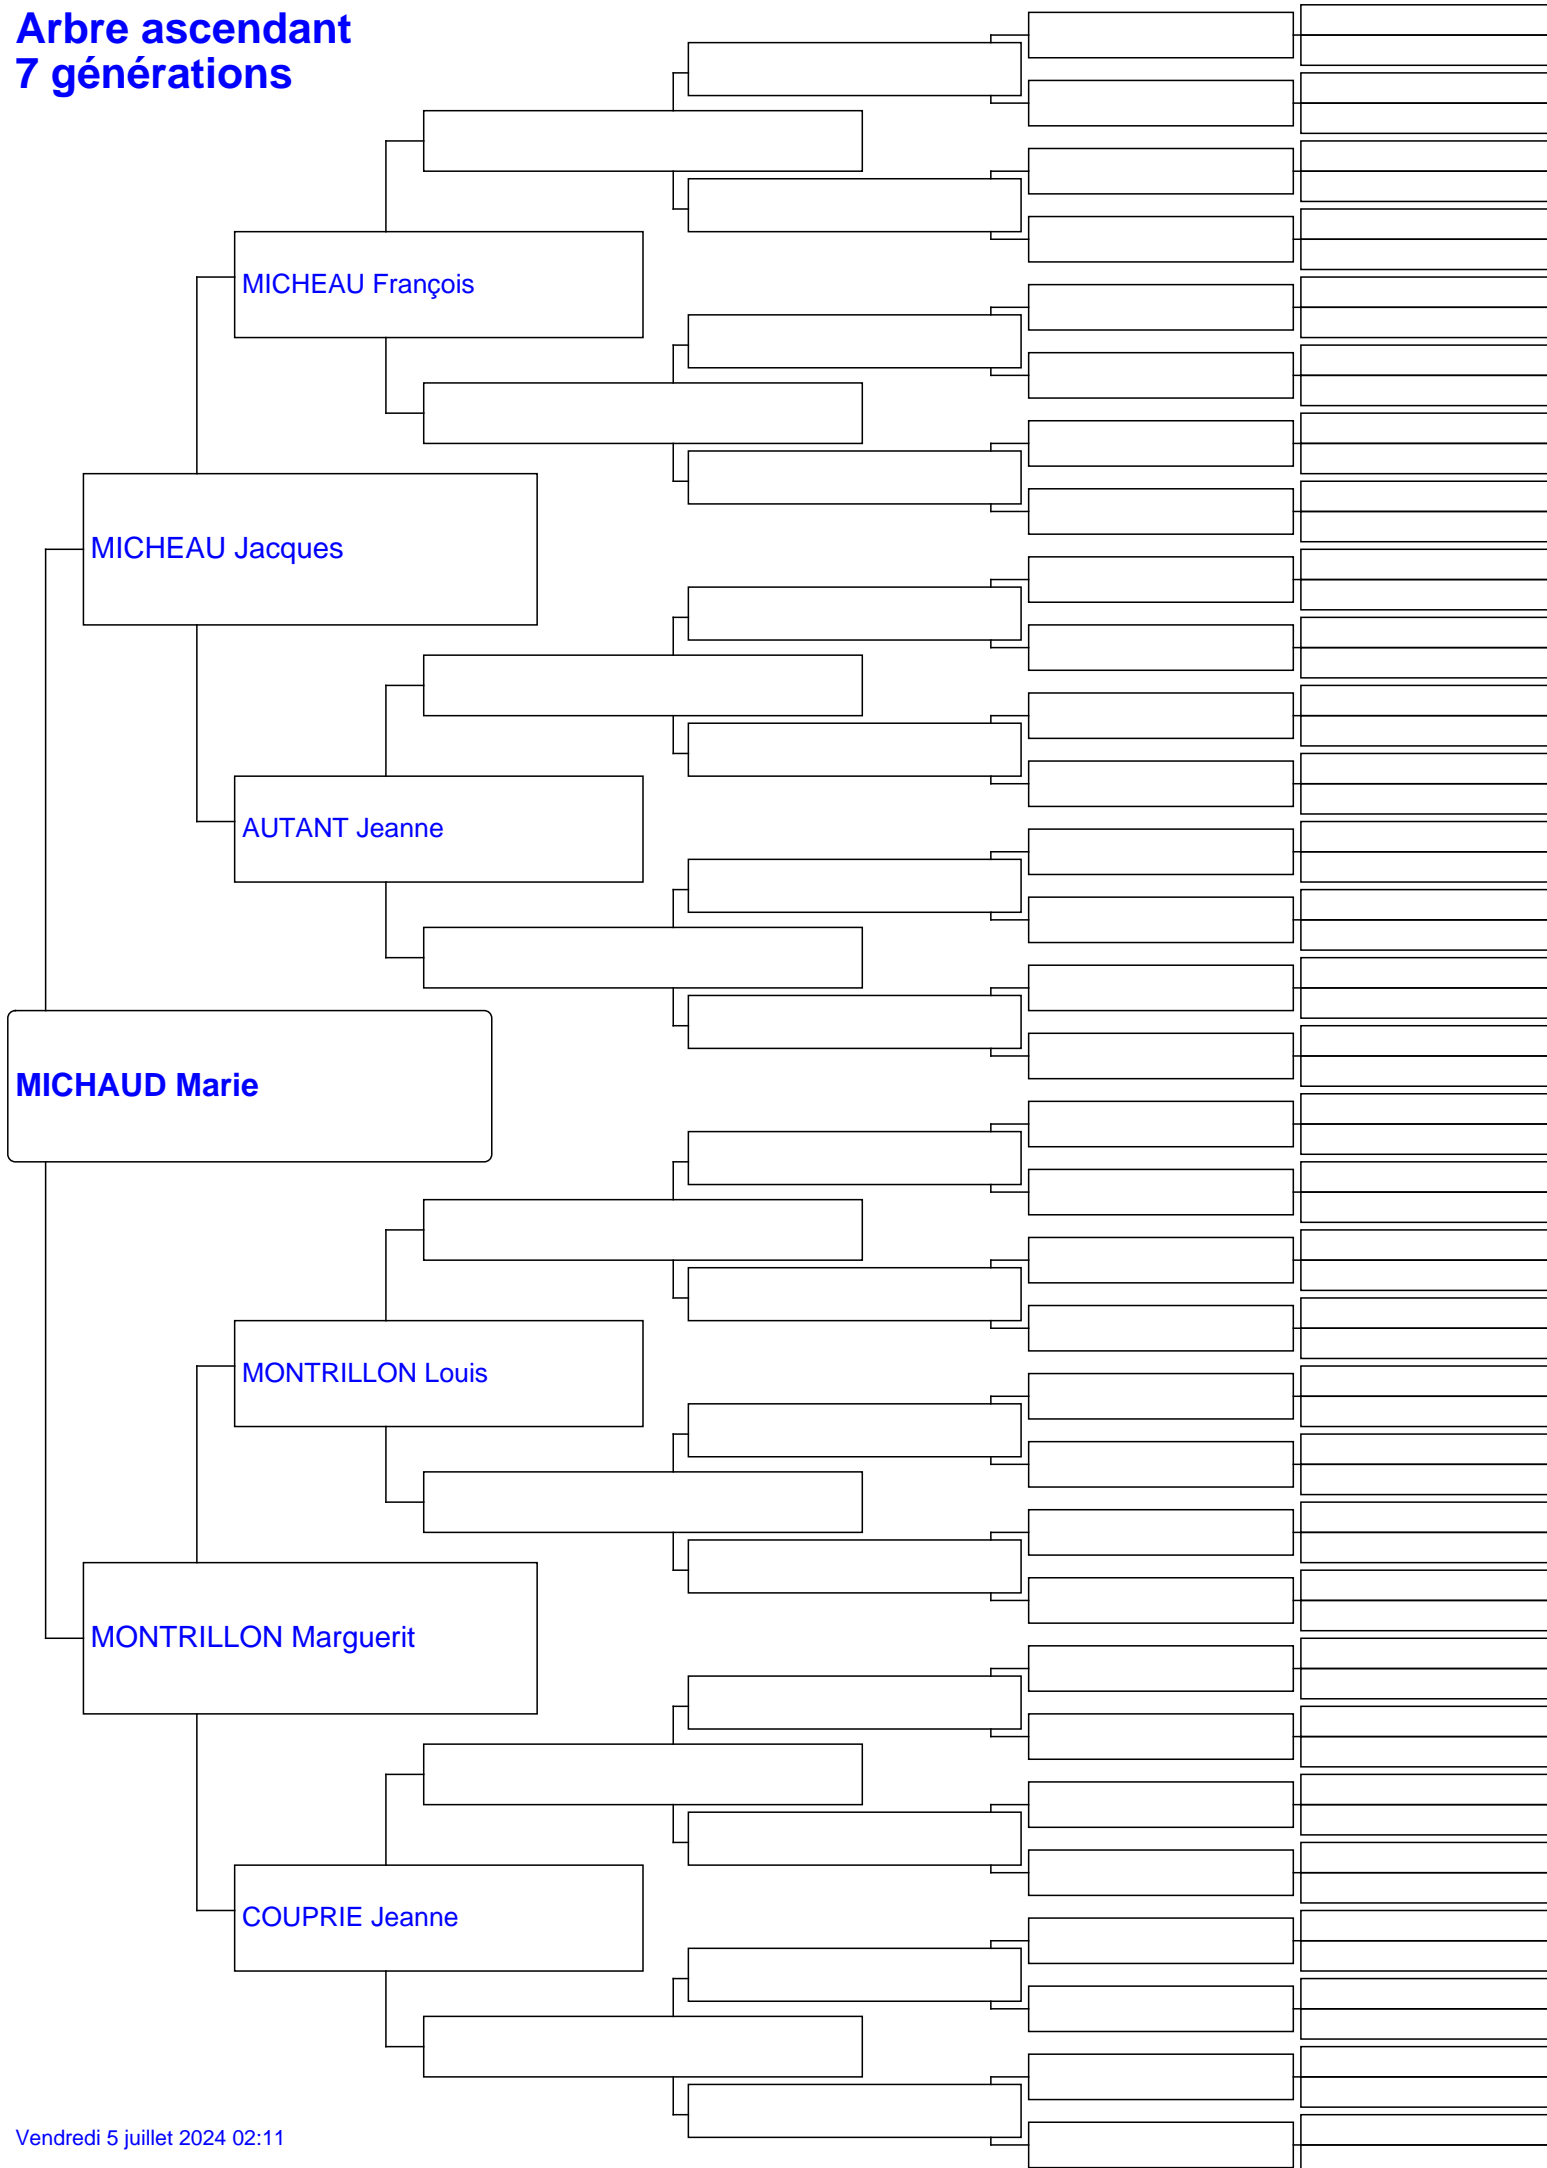 Arbre ascendant
7 générations
MICHEAU François
MICHEAU Jacques
AUTANT Jeanne
MICHAUD Marie
MONTRILLON Louis
MONTRILLON Marguerit
COUPRIE Jeanne
Vendredi 5 juillet 2024 02:11